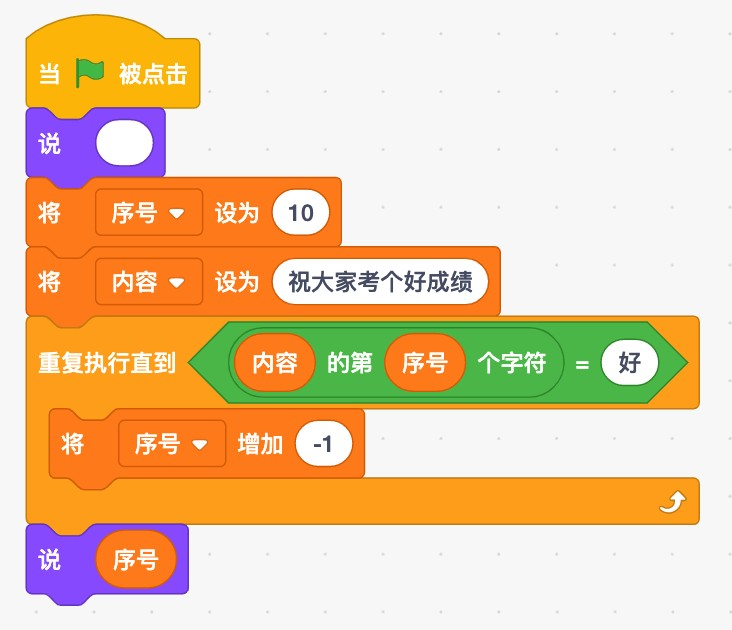 当 被点击
说
将 序号 设为 10
将 内容 设为 祝大家考个好成绩
重复执行直到 内容 的第 序号 个字符 = 好
将 序号 增加 -1
说 序号